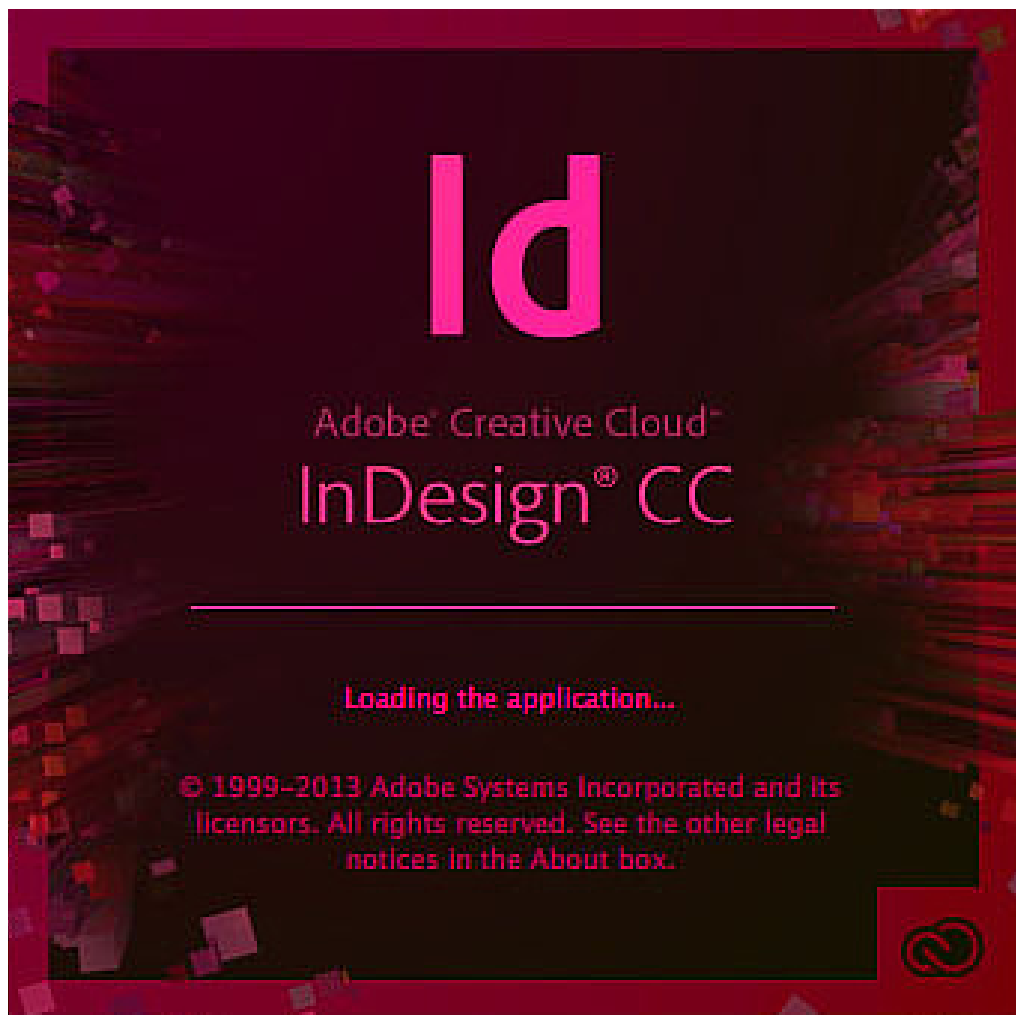 Id
Adobe® Creative Cloud™
InDesign® CC
Loading the application...
© 1999–2013 Adobe Systems Incorporated and its
licensors. All rights reserved. See the other legal
notices in the About box.